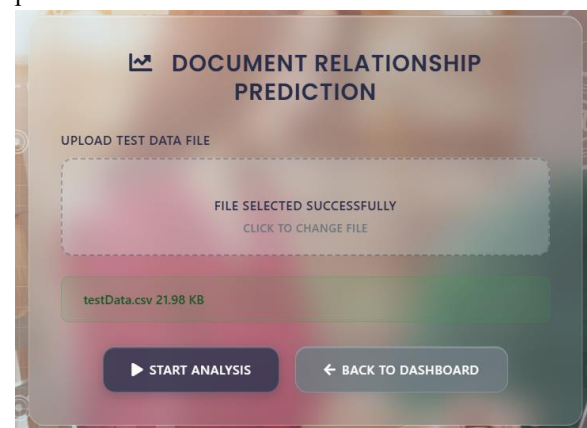 DOCUMENT RELATIONSHIP
PREDICTION
UPLOAD TEST DATA FILE
FILE SELECTED SUCCESSFULLY
CLICK TO CHANGE FILE
testData.csv 21.98 KB
START ANALYSIS
BACK TO DASHBOARD